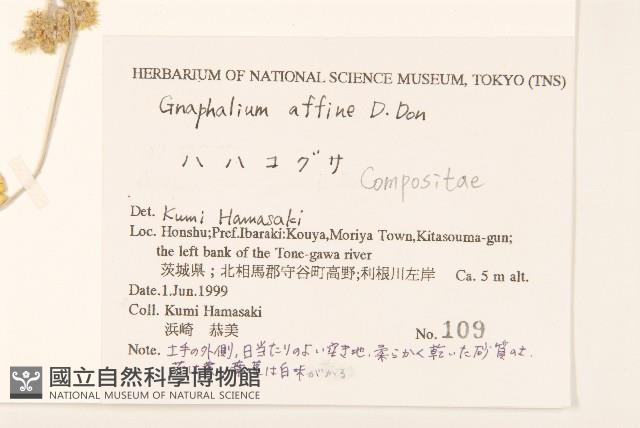 HERBARIUM OF NATIONAL SCIENCE MUSEUM, TOKYO (TNS)
Gnaphalium affine D. Don
ハハコグサ
Compositae
Det. Kumi Hamasaki
Loc. Honshu;Pref.Ibaraki:Kouya,Moriya Town,Kitasouma-gun;
the left bank of the Tone-gawa river
茨城県；北相馬郡守谷町高野;利根川左岸 Ca. 5 m alt.
Date.1.Jun.1999
Coll. Kumi Hamasaki
浜崎 恭美
No. 109
Note. 土手の外側，日当たりのよい空き地．柔らかく乾いた砂質の土．
は白味がかる
國立自然科學博物館
NATIONAL MUSEUM OF NATURAL SCIENCE